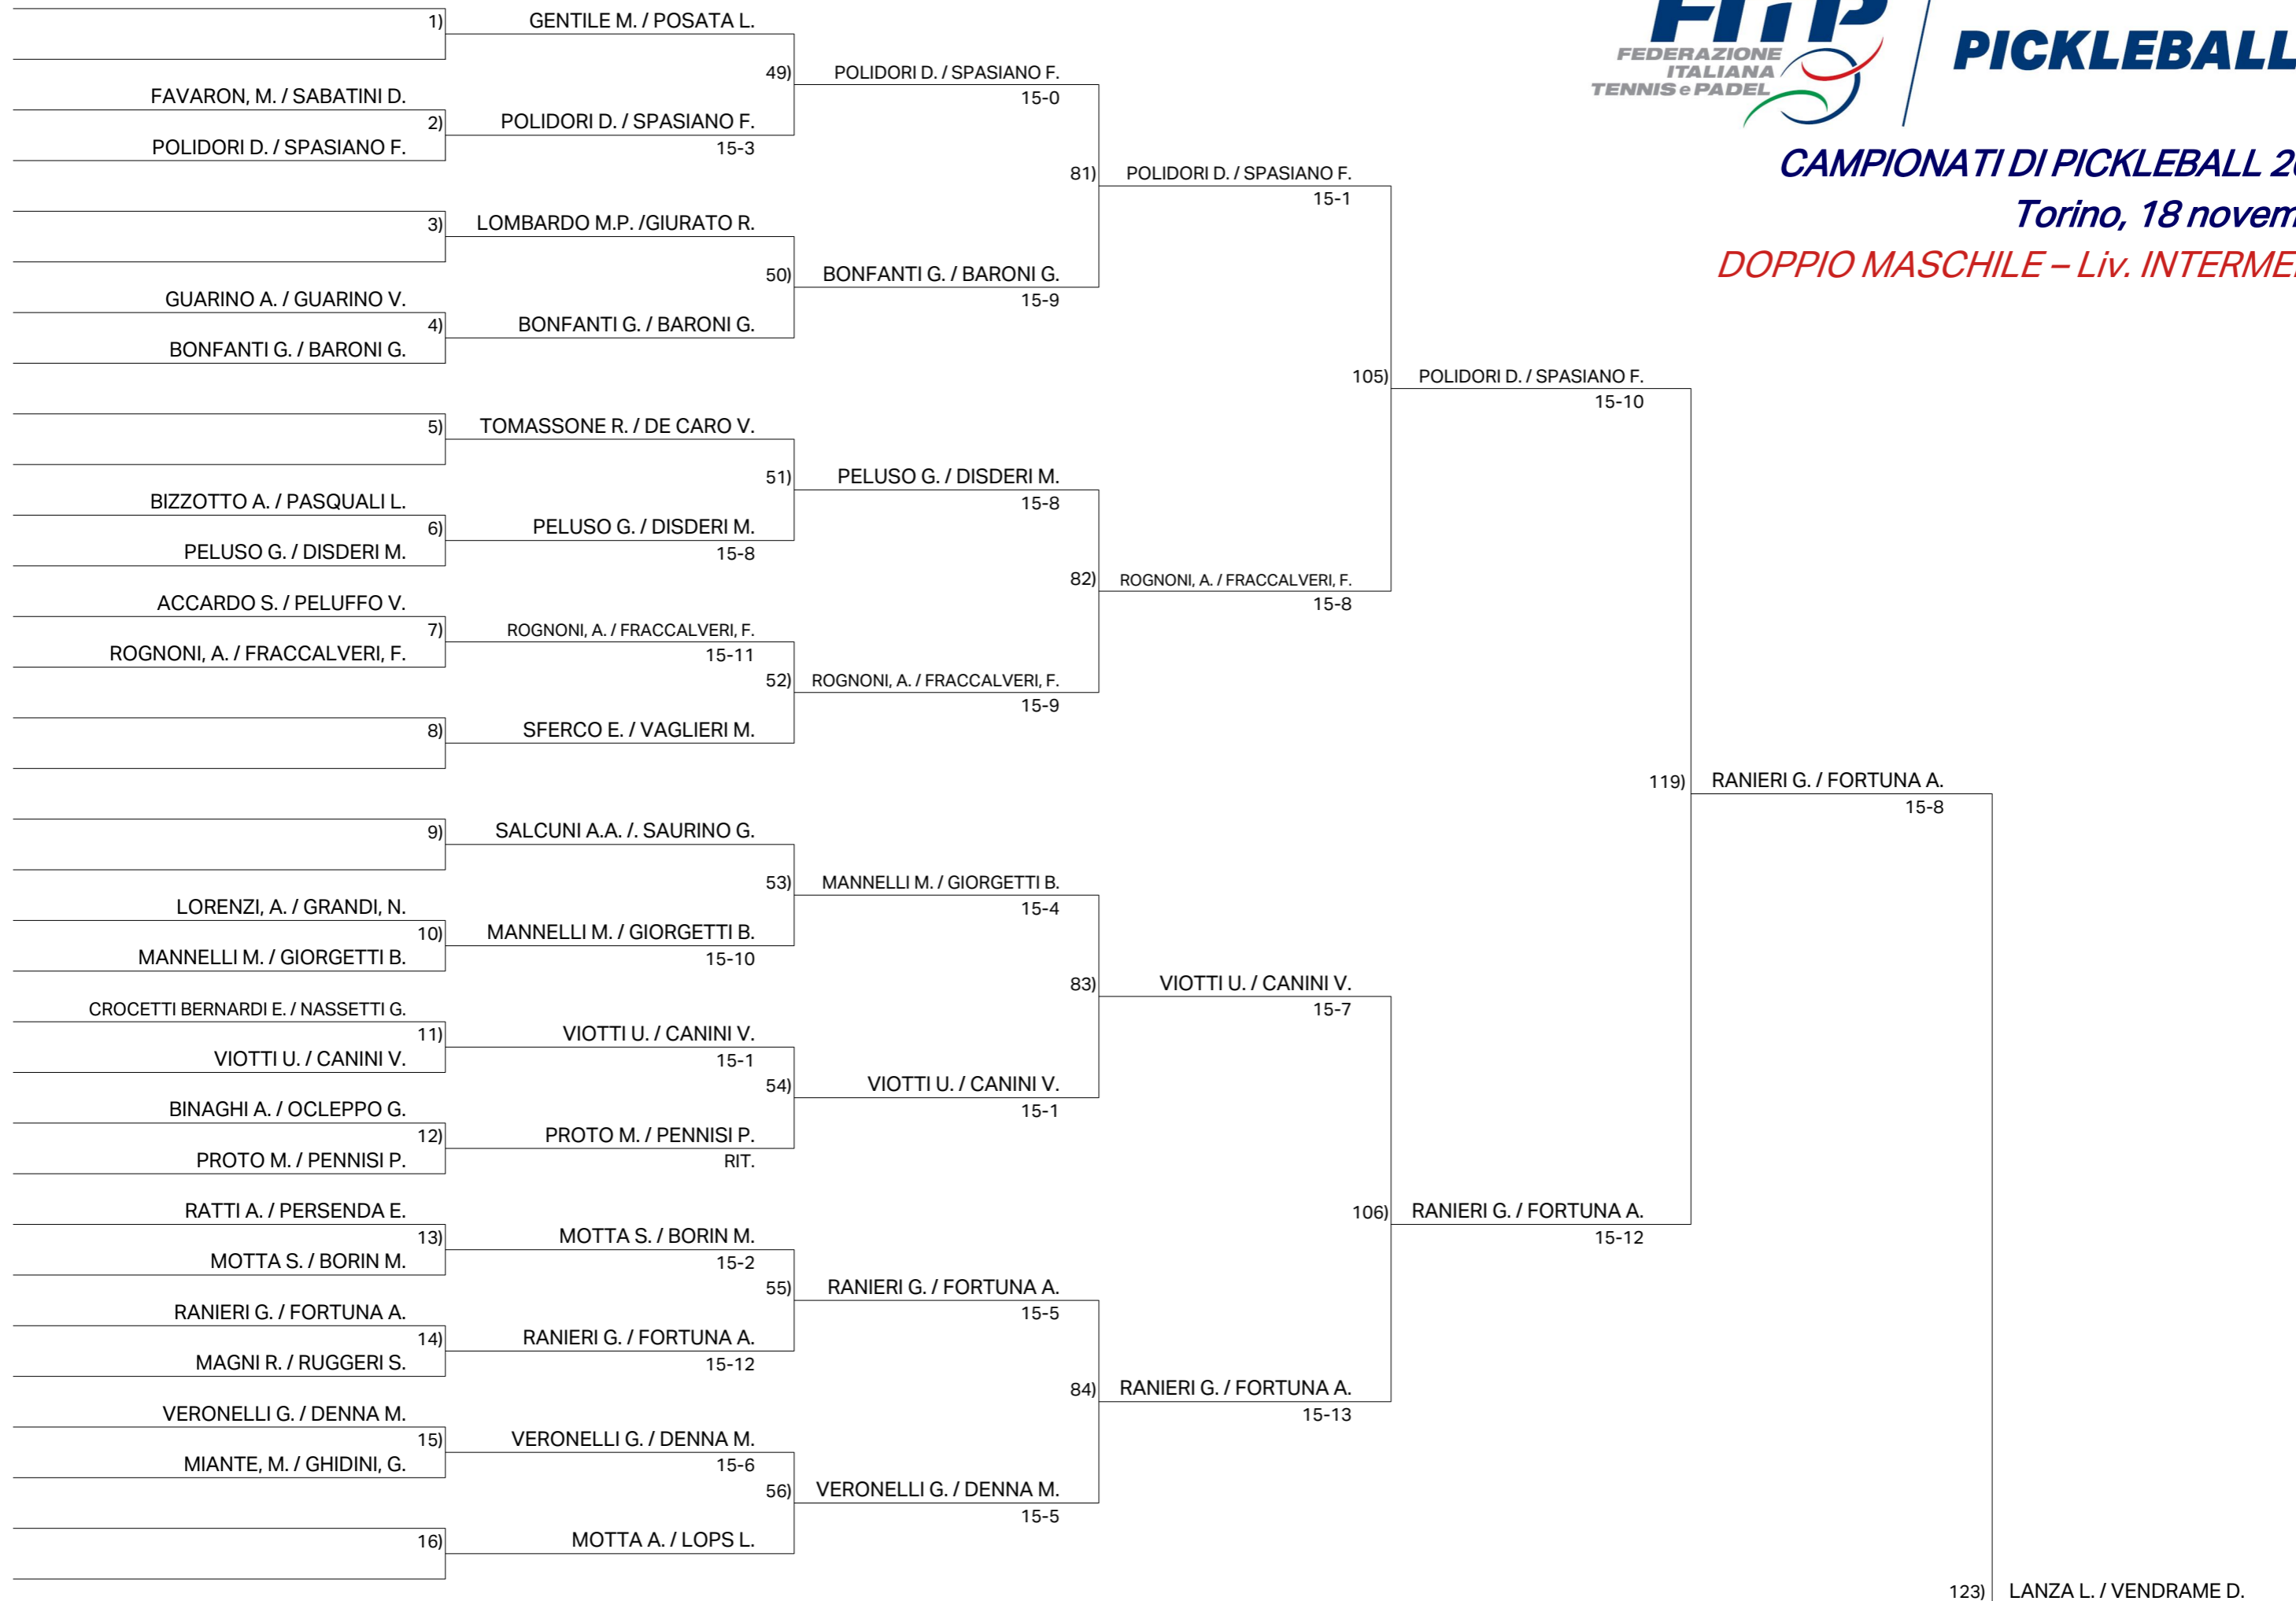 FITP
FEDERAZIONE
ITALIANA
TENNIS e PADEL
PICKLEBALL
CAMPIONATI DI PICKLEBALL
Torino, 18
DOPPIO MASCHILE – Liv.
1)
GENTILE M. / POSATA L.
49)
POLIDORI D. / SPASIANO F.
15-0
FAVARON, M. / SABATINI D.
2)
POLIDORI D. / SPASIANO F.
15-3
POLIDORI D. / SPASIANO F.
81)
POLIDORI D. / SPASIANO F.
15-1
3)
LOMBARDO M.P. /GIURATO R.
50)
BONFANTI G. / BARONI G.
15-9
GUARINO A. / GUARINO V.
4)
BONFANTI G. / BARONI G.
BONFANTI G. / BARONI G.
105)
POLIDORI D. / SPASIANO F.
15-10
5)
TOMASSONE R. / DE CARO V.
51)
PELUSO G. / DISDERI M.
15-8
BIZZOTTO A. / PASQUALI L.
6)
PELUSO G. / DISDERI M.
15-8
PELUSO G. / DISDERI M.
82)
ROGNONI, A. / FRACCALVERI, F.
15-8
ACCARDO S. / PELUFFO V.
7)
ROGNONI, A. / FRACCALVERI, F.
15-11
ROGNONI, A. / FRACCALVERI, F.
52)
ROGNONI, A. / FRACCALVERI, F.
15-9
8)
SFERCO E. / VAGLIERI M.
119)
RANIERI G. / FORTUNA A.
15-8
9)
SALCUNI A.A. /. SAURINO G.
53)
MANNELLI M. / GIORGETTI B.
15-4
LORENZI, A. / GRANDI, N.
10)
MANNELLI M. / GIORGETTI B.
15-10
MANNELLI M. / GIORGETTI B.
83)
VIOTTI U. / CANINI V.
15-7
CROCETTI BERNARDI E. / NASSETTI G.
11)
VIOTTI U. / CANINI V.
15-1
VIOTTI U. / CANINI V.
54)
VIOTTI U. / CANINI V.
15-1
BINAGHI A. / OCLEPPO G.
12)
PROTO M. / PENNISI P.
RIT.
PROTO M. / PENNISI P.
106)
RANIERI G. / FORTUNA A.
15-12
RATTI A. / PERSENDA E.
13)
MOTTA S. / BORIN M.
15-2
MOTTA S. / BORIN M.
55)
RANIERI G. / FORTUNA A.
15-5
RANIERI G. / FORTUNA A.
14)
RANIERI G. / FORTUNA A.
15-12
MAGNI R. / RUGGERI S.
84)
RANIERI G. / FORTUNA A.
15-13
VERONELLI G. / DENNA M.
15)
VERONELLI G. / DENNA M.
15-6
MIANTE, M. / GHIDINI, G.
56)
VERONELLI G. / DENNA M.
15-5
16)
MOTTA A. / LOPS L.
123)
LANZA L. / VENDRAME D.